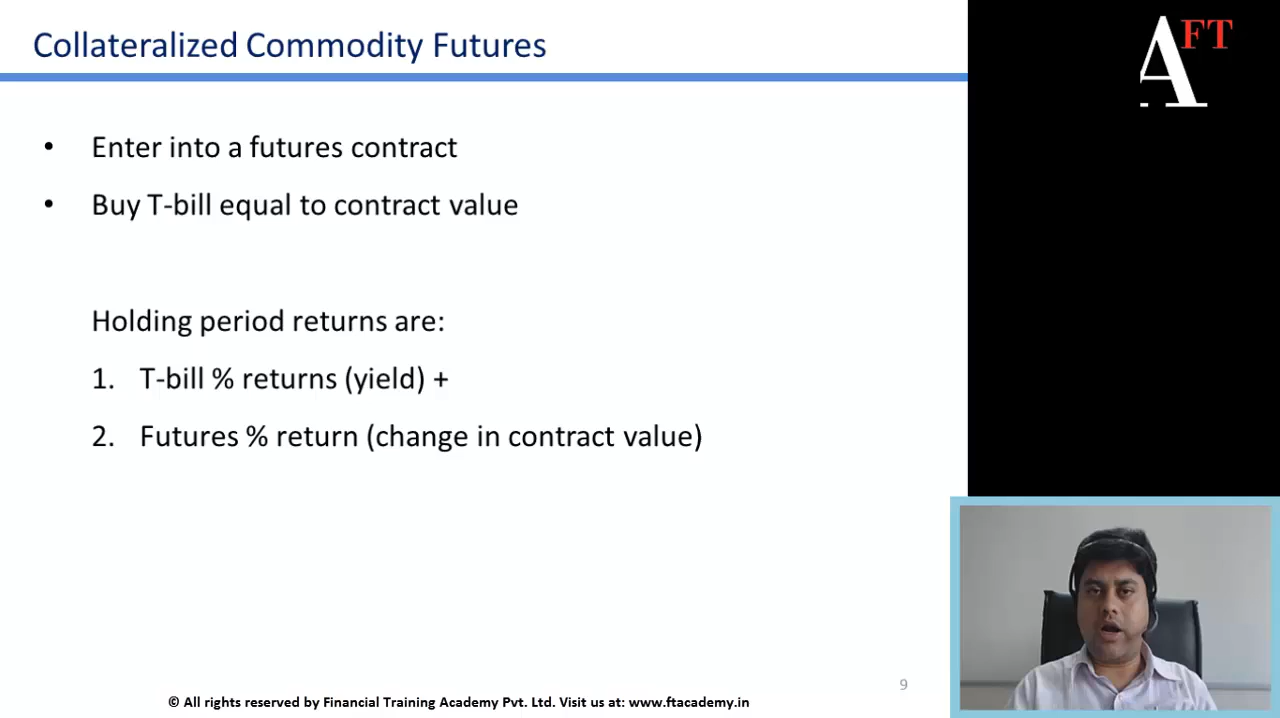 Collateralized Commodity Futures
AFT
• Enter into a futures contract
• Buy T-bill equal to contract value
Holding period returns are:
1. T-bill % returns (yield) +
2. Futures % return (change in contract value)
9
© All rights reserved by Financial Training Academy Pvt. Ltd. Visit us at: www.ftacademy.in